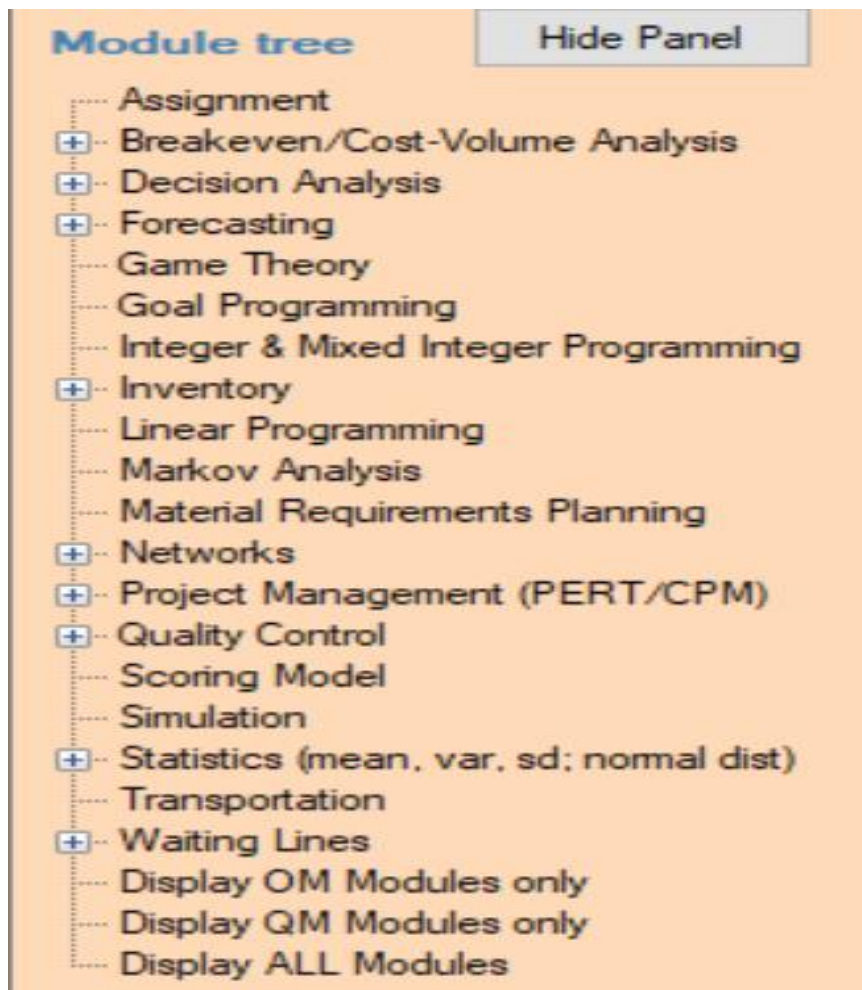 Module tree
Hide Panel
Assignment
Breakeven/Cost-Volume Analysis
Decision Analysis
Forecasting
Game Theory
Goal Programming
Integer & Mixed Integer Programming
Inventory
Linear Programming
Markov Analysis
Material Requirements Planning
Networks
Project Management (PERT/CPM)
Quality Control
Scoring Model
Simulation
Statistics (mean, var, sd; normal dist)
Transportation
Waiting Lines
Display OM Modules only
Display QM Modules only
Display ALL Modules